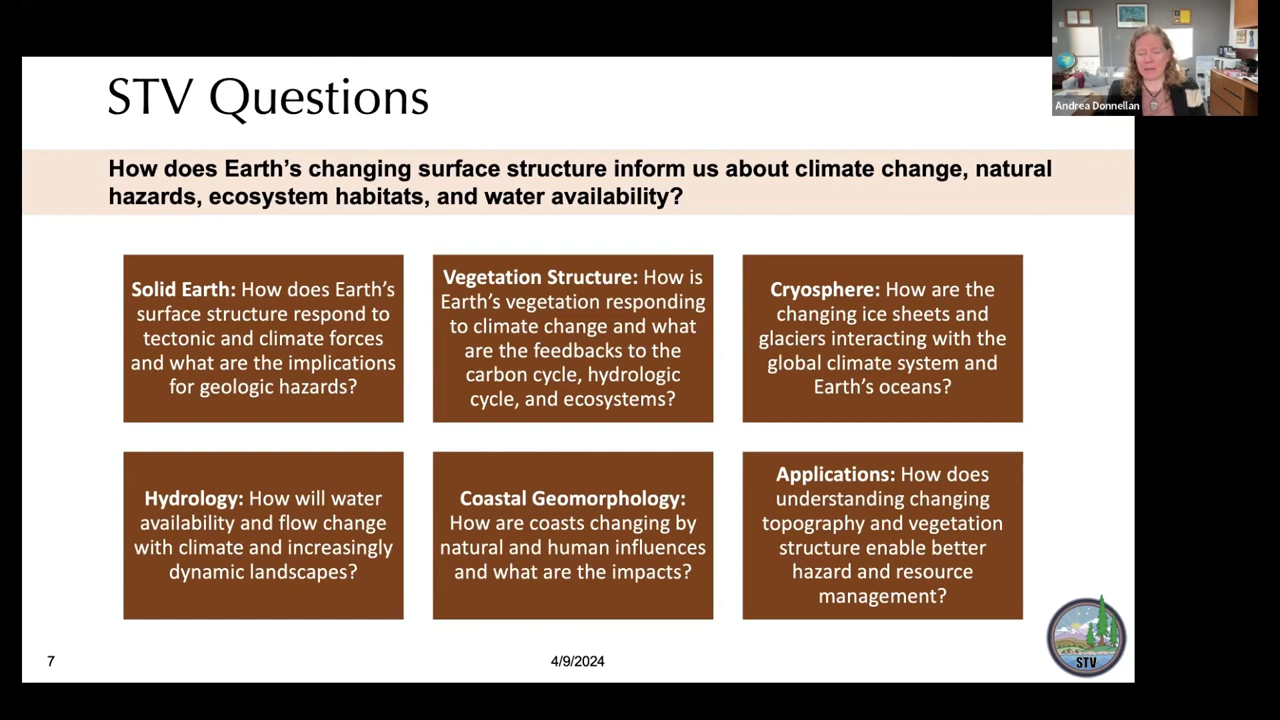 Andrea Donnellan
STV Questions
How does Earth's changing surface structure inform us about climate change, natural
hazards, ecosystem habitats, and water availability?
Solid Earth: How does Earth's
surface structure respond to
tectonic and climate forces
and what are the implications
for geologic hazards?
Vegetation Structure: How is
Earth's vegetation responding
to climate change and what
are the feedbacks to the
carbon cycle, hydrologic
cycle, and ecosystems?
Cryosphere: How are the
changing ice sheets and
glaciers interacting with the
global climate system and
Earth's oceans?
Hydrology: How will water
availability and flow change
with climate and increasingly
dynamic landscapes?
Coastal Geomorphology:
How are coasts changing by
natural and human influences
and what are the impacts?
Applications: How does
understanding changing
topography and vegetation
structure enable better
hazard and resource
management?
7
4/9/2024
STV